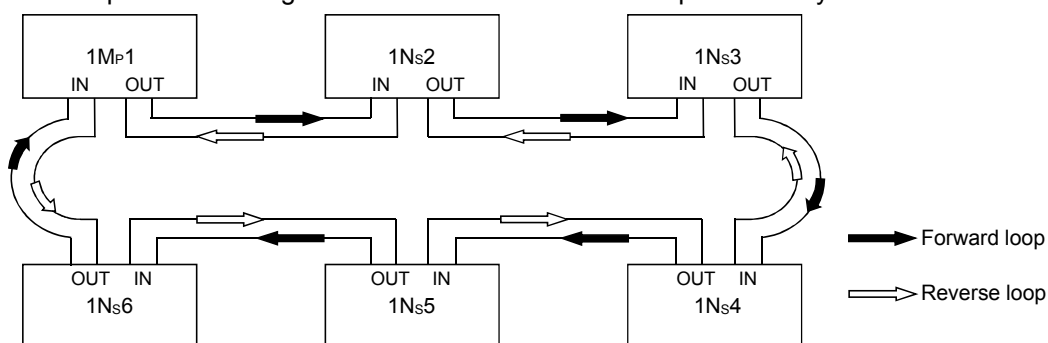 1MP1
1NS2
1NS3
IN OUT
IN OUT
IN OUT
Forward loop
OUT IN
OUT IN
OUT IN
Reverse loop
1NS6
1NS5
1NS4